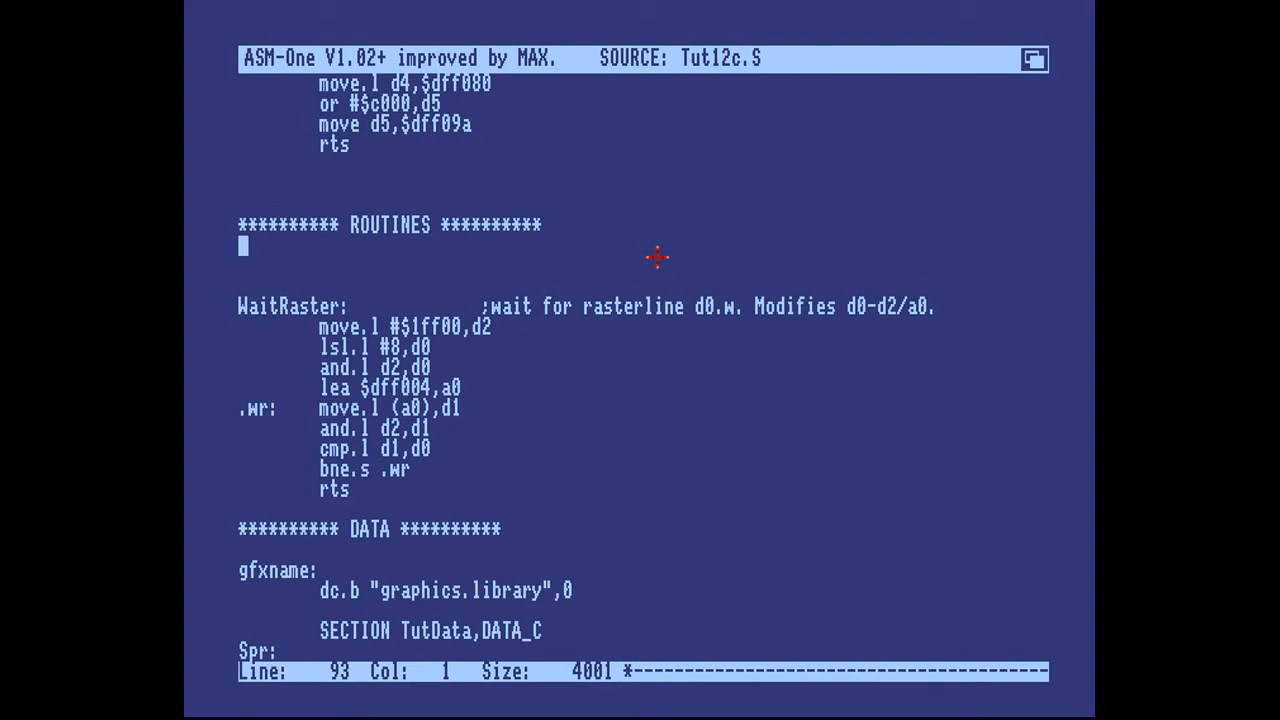 ASM-One V1.02+ improved by MAX.    SOURCE: Tut12c.S
move.l d4,$dff080
or #$c000,d5
move d5,$dff09a
rts
********** ROUTINES **********
WaitRaster:             ;wait for rasterline d0.w. Modifies d0-d2/a0.
move.l #$1ff00,d2
lsl.l #8,d0
and.l d2,d0
lea $dff004,a0
.wr:    move.l (a0),d1
and.l d2,d1
cmp.l d1,d0
bne.s .wr
rts
********** DATA **********
gfxname:
dc.b "graphics.library",0
SECTION TutData,DATA_C
Spr:
Line:    93 Col:   1   Size:    4001 *-----------------------------------------